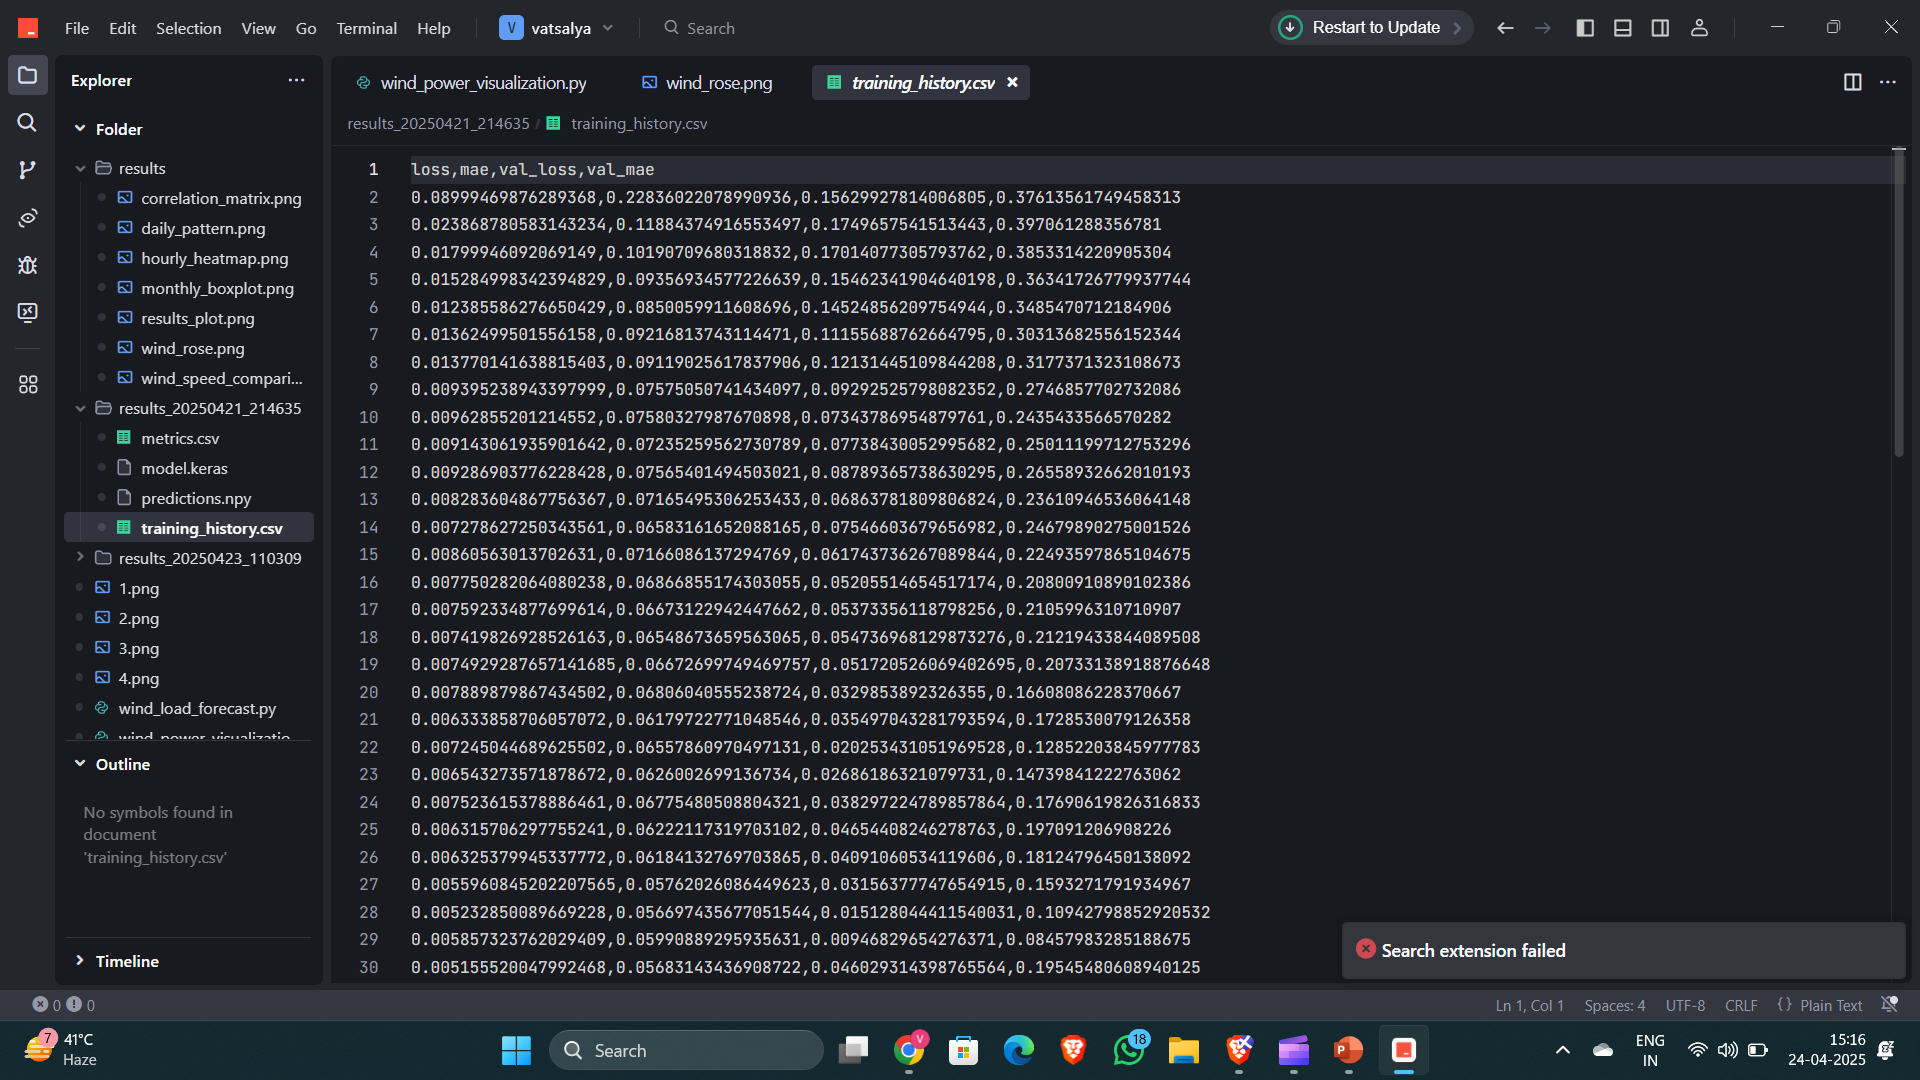 File Edit Selection View Go Terminal Help V vatsalya Search Restart to Update
Explorer
wind_power_visualization.py wind_rose.png training_history.csv
results_20250421_214635 / training_history.csv
Folder
results
correlation_matrix.png
daily_pattern.png
hourly_heatmap.png
monthly_boxplot.png
results_plot.png
wind_rose.png
wind_speed_compari...
results_20250421_214635
metrics.csv
model.keras
predictions.npy
training_history.csv
results_20250423_110309
1.png
2.png
3.png
4.png
wind_load_forecast.py
wind_power_visualizatio
Outline
No symbols found in
document
'training_history.csv'
Timeline
1 loss,mae,val_loss,val_mae
2 0.08999469876289368,0.22836022078990936,0.15629927814006805,0.37613561749458313
3 0.023868780583143234,0.11884374916553497,0.1749657541513443,0.397061288356781
4 0.01799946092069149,0.10190709680318832,0.17014077305793762,0.3853314220905304
5 0.015284998342394829,0.09356934577226639,0.15462341904640198,0.36341726779937744
6 0.012385586276650429,0.0850059911608696,0.14524856209754944,0.3485470712184906
7 0.01362499501556158,0.09216813743114471,0.11155688762664795,0.30313682556152344
8 0.013770141638815403,0.09119025617837906,0.12131445109844208,0.3177371323108673
9 0.009395238943397999,0.07575050741434097,0.09292525798082352,0.2746857702732086
10 0.00962855201214552,0.07580327987670898,0.07343786954879761,0.2435433566570282
11 0.009143061935901642,0.07235259562730789,0.07738430052995682,0.25011199712753296
12 0.009286903776228428,0.07565401494503021,0.08789365738630295,0.26558932662010193
13 0.008283604867756367,0.07165495306253433,0.06863781809806824,0.23610946536064148
14 0.007278627250343561,0.06583161652088165,0.07546603679656982,0.24679890275001526
15 0.00860563013702631,0.07166086137294769,0.061743736267089844,0.22493597865104675
16 0.007750282064080238,0.06866855174303055,0.05205514654517174,0.20800910890102386
17 0.007592334877699614,0.06673122942447662,0.05373356118798256,0.2105996310710907
18 0.007419826928526163,0.06548673659563065,0.054736968129873276,0.21219433844089508
19 0.0074929287657141685,0.06672699749469757,0.051720526069402695,0.20733138918876648
20 0.007889879867434502,0.06806040555238724,0.0329853892326355,0.16608086228370667
21 0.006333858706057072,0.06179722771048546,0.035497043281793594,0.1728530079126358
22 0.007245044689625502,0.06557860970497131,0.020253431051969528,0.12852203845977783
23 0.006543273571878672,0.0626002699136734,0.02686186321079731,0.14739841222763062
24 0.007523615378886461,0.06775480508804321,0.038297224789857864,0.17690619826316833
25 0.006315706297755241,0.06222117319703102,0.04654408246278763,0.197091206908226
26 0.006325379945337772,0.06184132769703865,0.04091060534119606,0.18124796450138092
27 0.0055960845202207565,0.05762026086449623,0.03156377747654915,0.1593271791934967
28 0.005232850089669228,0.056697435677051544,0.015128044411540031,0.10942798852920532
29 0.005857323762029409,0.05990889295935631,0.00946829654276371,0.08457983285188675
30 0.005155520047992468,0.05683143436908722,0.046029314398765564,0.19545480608940125
Search extension failed
0 0 Ln 1, Col 1 Spaces: 4 UTF-8 CRLF {} Plain Text
7 41°C
Haze
Search
V
18
P
ENG
IN
15:16
24-04-2025